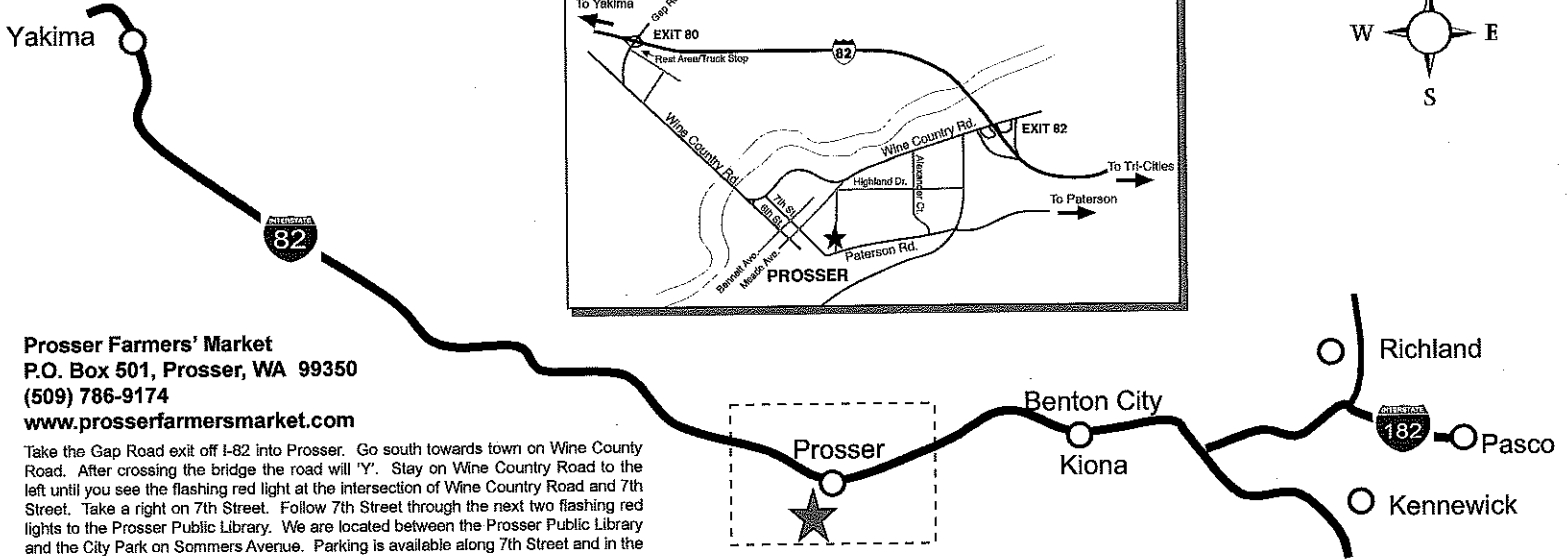 Yakima
INTERSTATE
82
To Yakima
EXIT 80
Rest Area/Truck Stop
82
Wine Country Rd.
Wine Country Rd.
EXIT 82
To Tri-Cities
To Paterson
Highland Dr.
Alexander Ct.
7th St.
6th St.
Bennett Ave.
Meade Ave.
Paterson Rd.
PROSSER
W
E
S
Prosser Farmers' Market
P.O. Box 501, Prosser, WA 99350
(509) 786-9174
www.prosserfarmersmarket.com
Take the Gap Road exit off I-82 into Prosser. Go south towards town on Wine County
Road. After crossing the bridge the road will 'Y'. Stay on Wine Country Road to the
left until you see the flashing red light at the intersection of Wine Country Road and 7th
Street. Take a right on 7th Street. Follow 7th Street through the next two flashing red
lights to the Prosser Public Library. We are located between the Prosser Public Library
and the City Park on Sommers Avenue. Parking is available along 7th Street and in the
Prosser
Benton City
Kiona
Richland
INTERSTATE
182
Pasco
Kennewick